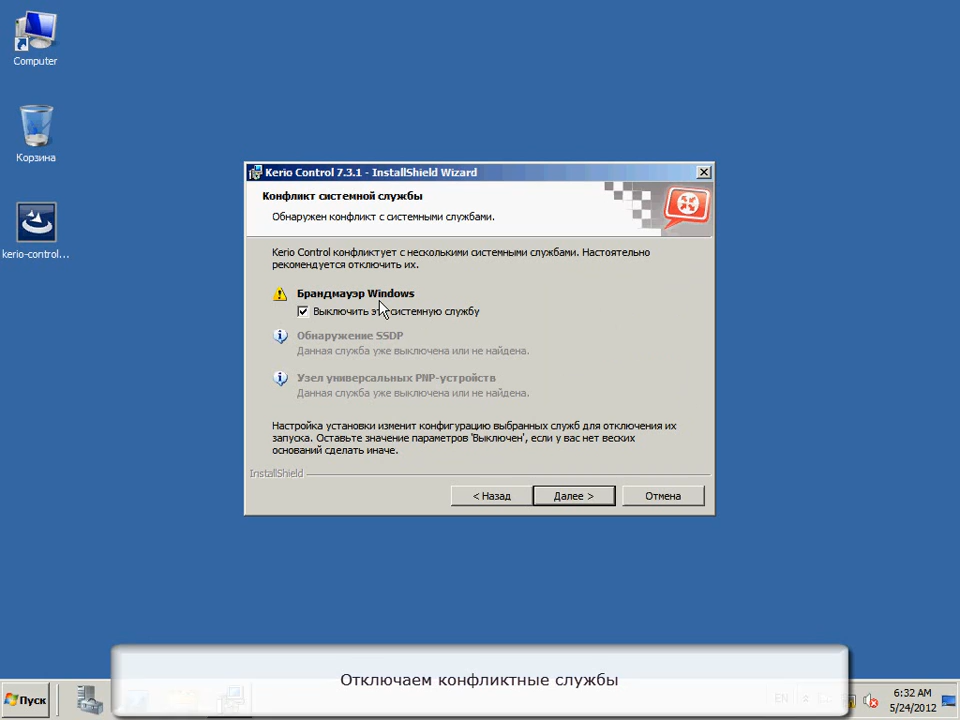 Computer
Корзина
kerio-control...
Kerio Control 7.3.1 - InstallShield Wizard
Конфликт системной службы
Обнаружен конфликт с системными службами.
Kerio Control конфликтует с несколькими системными службами. Настоятельно
рекомендуется отключить их.
Брандмауэр Windows
Выключить эту системную службу
Обнаружение SSDP
Данная служба уже выключена или не найдена.
Узел универсальных PNP-устройств
Данная служба уже выключена или не найдена.
Настройка установки изменит конфигурацию выбранных служб для отключения их
запуска. Оставьте значение параметров 'Выключен', если у вас нет веских
оснований сделать иначе.
InstallShield
< Назад
Далее >
Отмена
Отключаем конфликтные службы
Пуск
EN
6:32 AM
5/24/2012